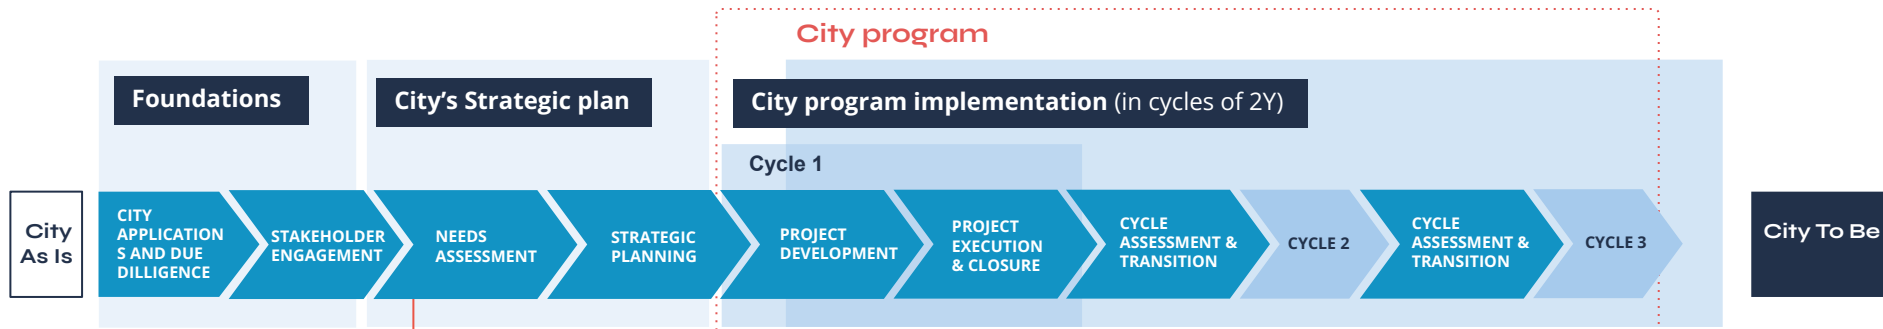 City program
Foundations
City's Strategic plan
City program implementation (in cycles of 2Y)
Cycle 1
City
As Is
CITY
APPLICATION
S AND DUE
DILLIGENCE
STAKEHOLDER
ENGAGEMENT
NEEDS
ASSESSMENT
STRATEGIC
PLANNING
PROJECT
DEVELOPMENT
PROJECT
EXECUTION
& CLOSURE
CYCLE
ASSESSMENT &
TRANSITION
CYCLE 2
CYCLE
ASSESSMENT &
TRANSITION
CYCLE 3
City To Be